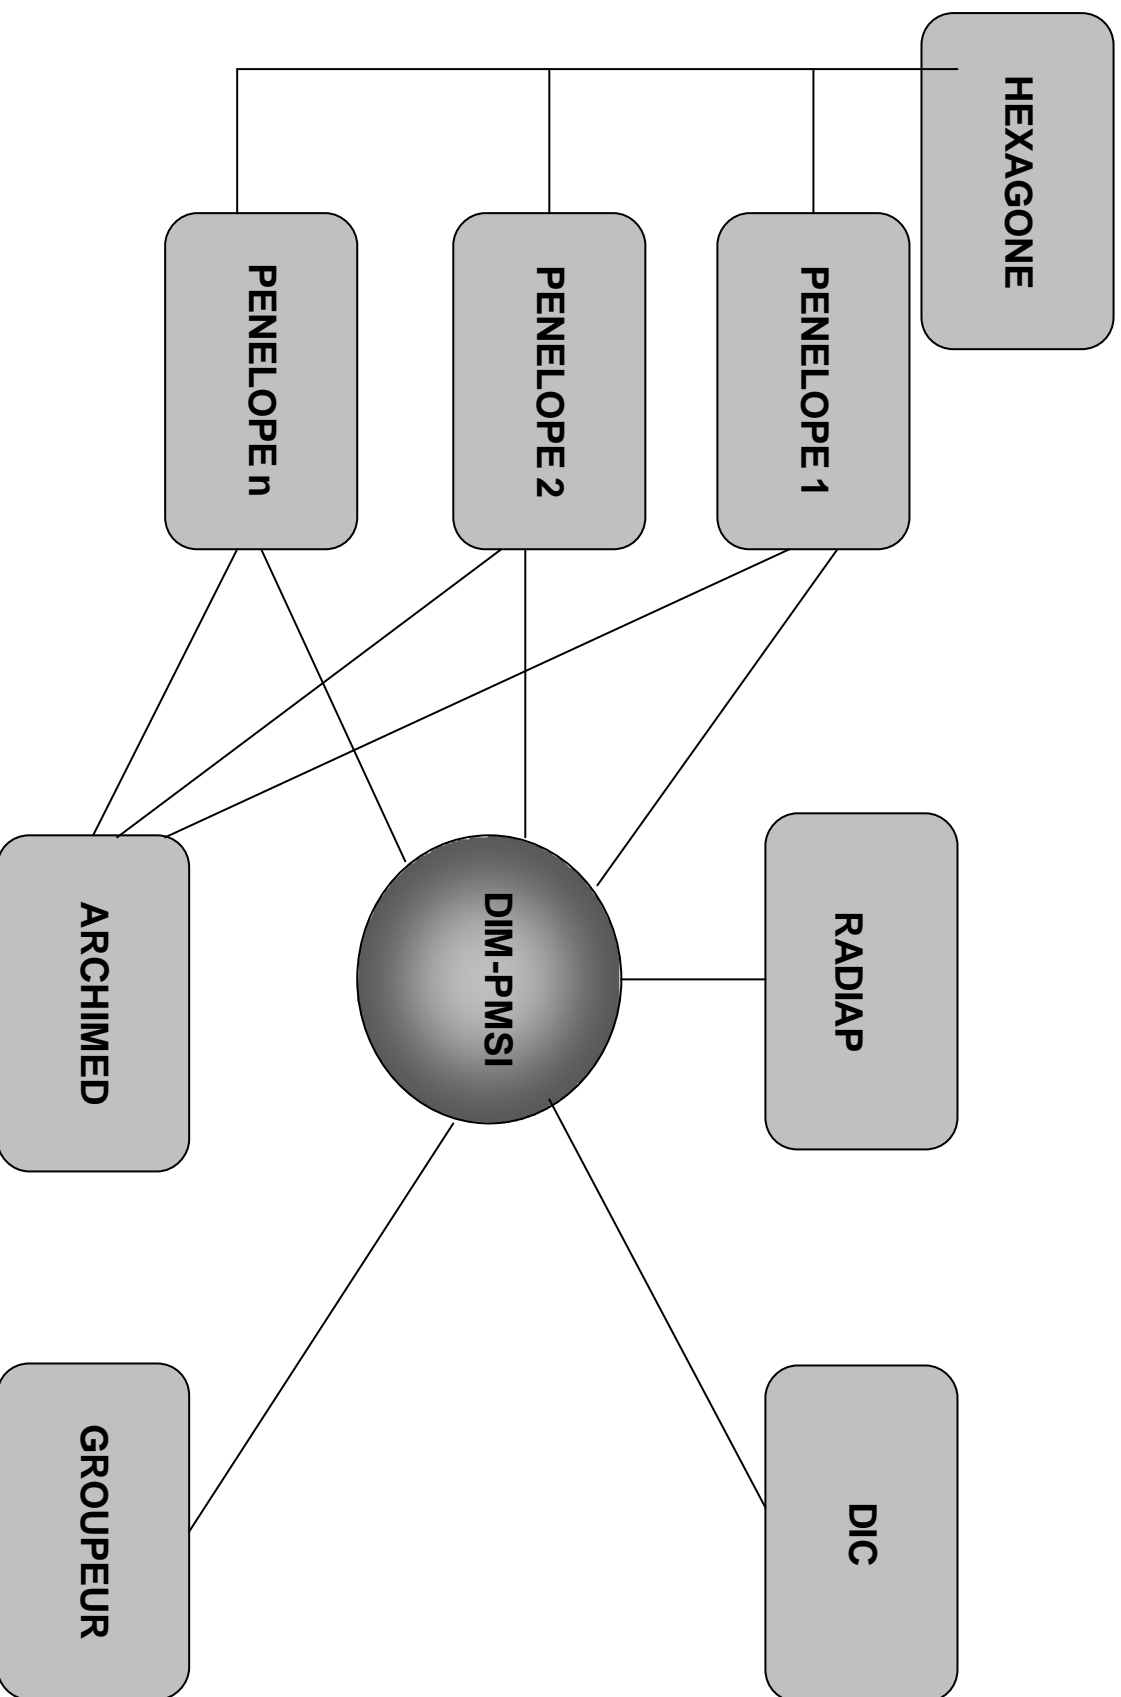 HEXAGONE
PENELOPE 1
PENELOPE 2
PENELOPE n
RADIAP
DIM-PMSI
ARCHIMED
DIC
GROUPEUR